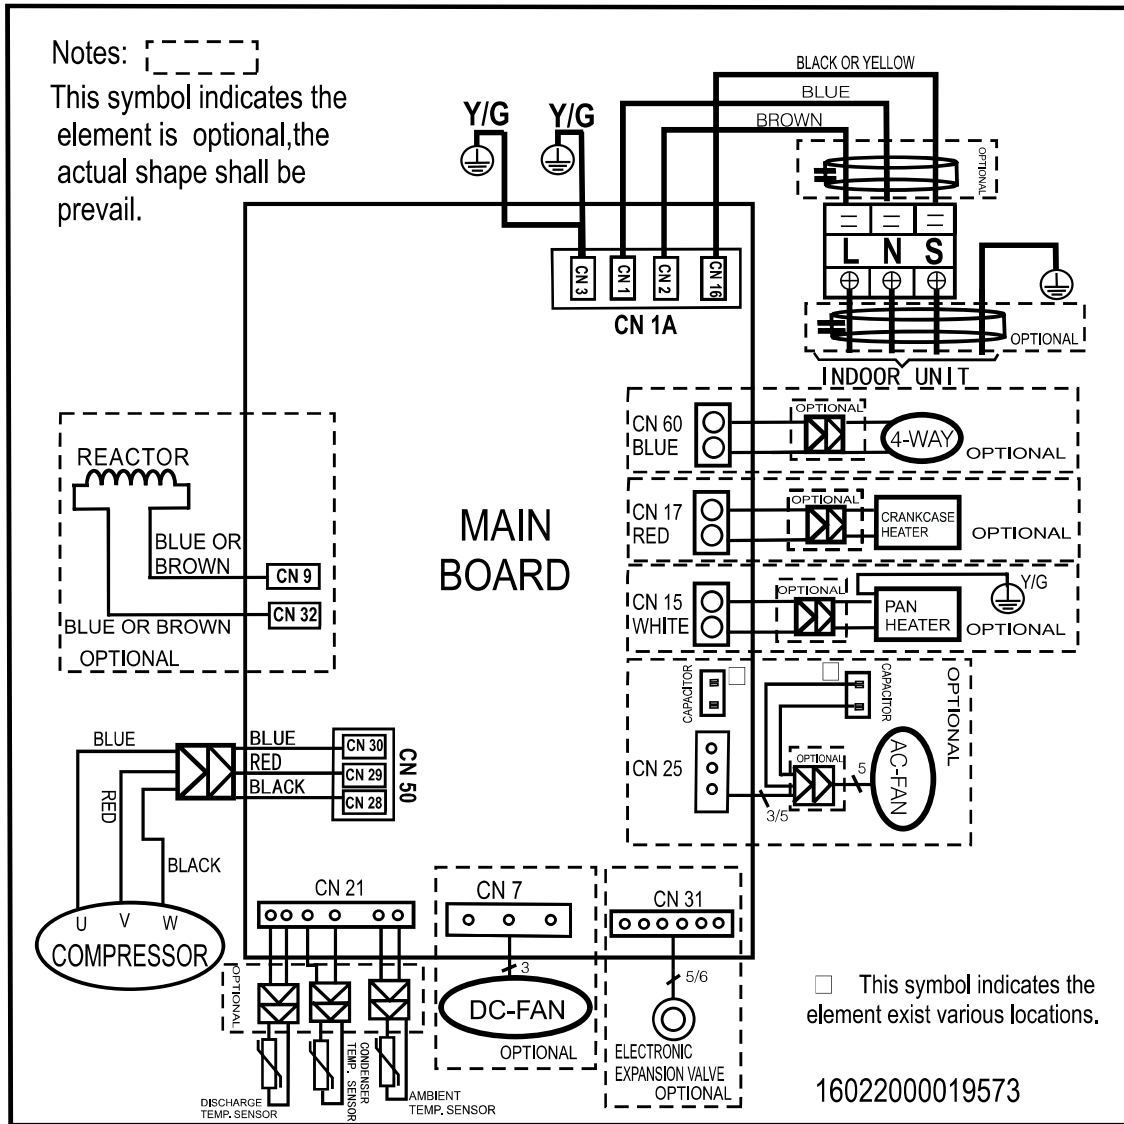 Notes:
This symbol indicates the
element is optional,the
actual shape shall be
prevail.
Y/G
Y/G
BLACK OR YELLOW
BLUE
BROWN
OPTIONAL
L N S
CN 3
CN 1
CN 2
CN 16
CN 1A
OPTIONAL
INDOOR UNIT
REACTOR
BLUE OR
BROWN
CN 9
CN 32
BLUE OR BROWN
OPTIONAL
MAIN
BOARD
CN 60
BLUE
OPTIONAL
4-WAY
OPTIONAL
CN 17
RED
OPTIONAL
CRANKCASE
HEATER
OPTIONAL
CN 15
WHITE
OPTIONAL
PAN
HEATER
Y/G
OPTIONAL
CAPACITOR
CAPACITOR
OPTIONAL
CN 25
OPTIONAL
3/5
5
AC-FAN
BLUE
RED
BLACK
BLUE
RED
BLACK
CN 30
CN 29
CN 28
CN 50
U V W
COMPRESSOR
CN 21
OPTIONAL
DISCHARGE
TEMP. SENSOR
CONDENSER
TEMP. SENSOR
AMBIENT
TEMP. SENSOR
CN 7
3
DC-FAN
OPTIONAL
CN 31
5/6
ELECTRONIC
EXPANSION VALVE
OPTIONAL
This symbol indicates the
element exist various locations.
16022000019573